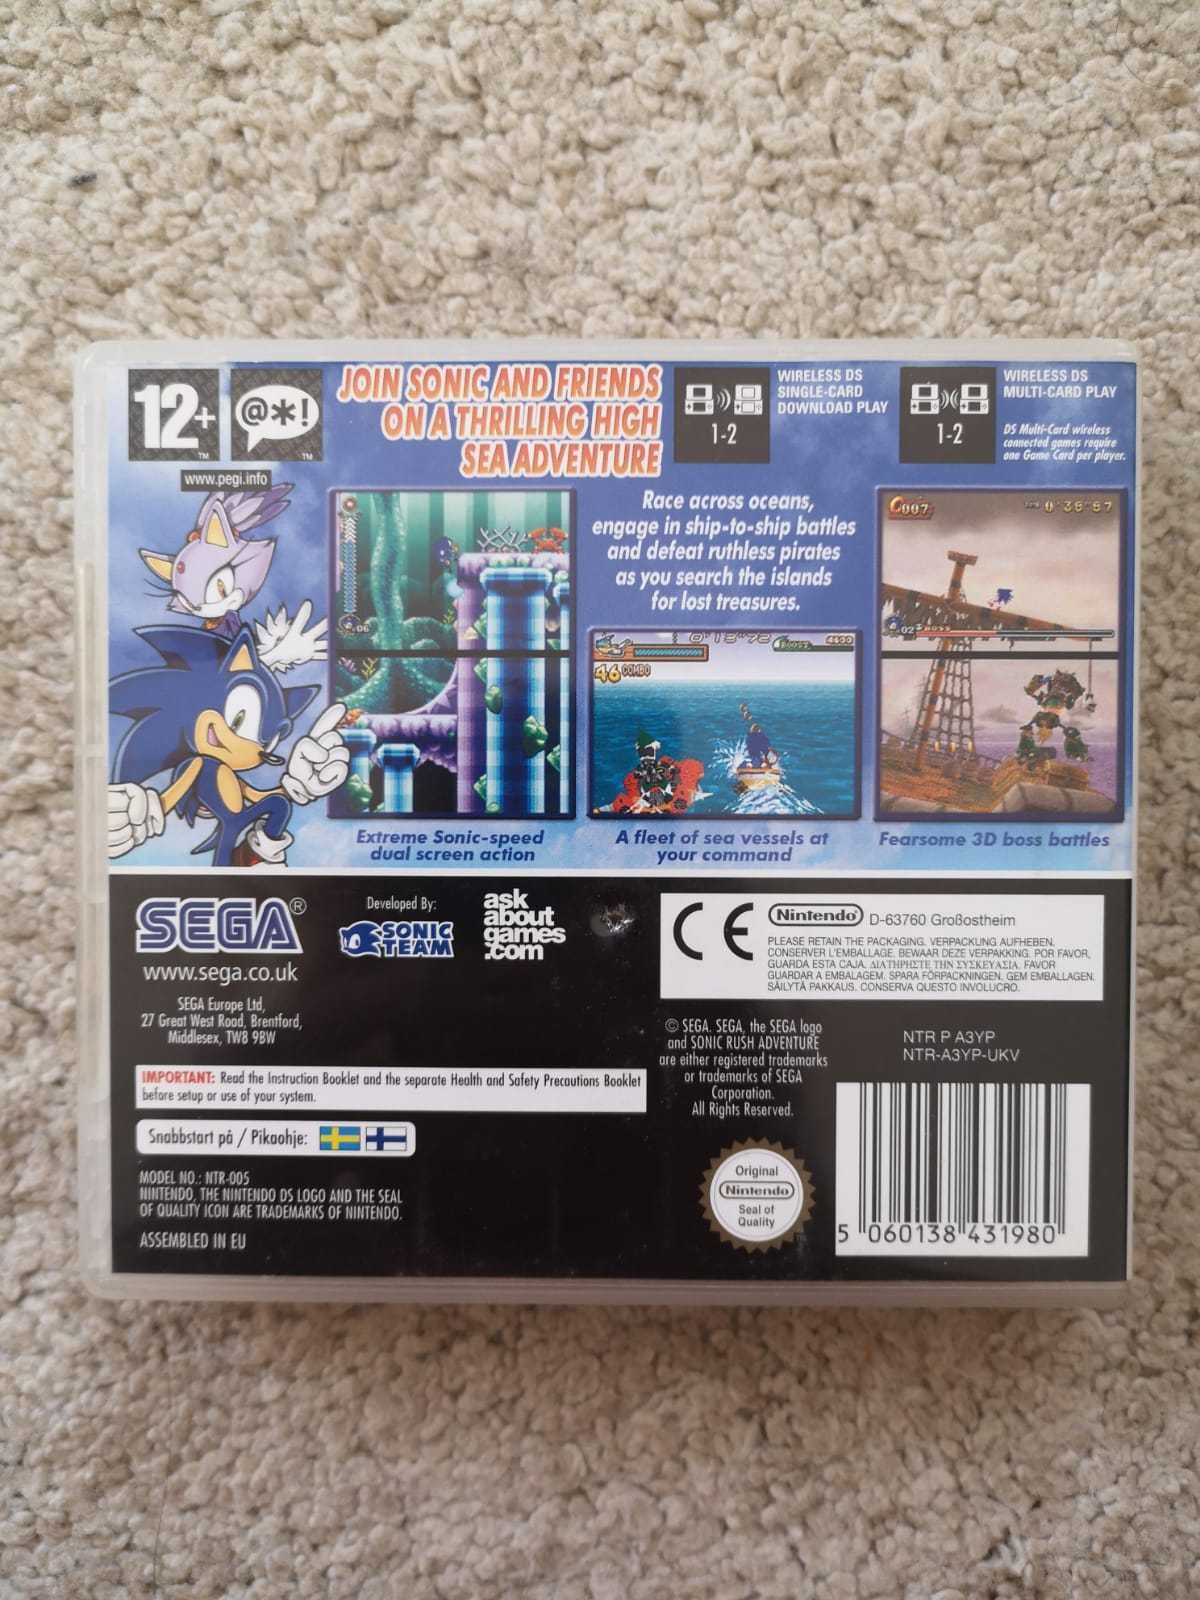 12+
TM
@*!
TM
www.pegi.info
JOIN SONIC AND FRIENDS
ON A THRILLING HIGH
SEA ADVENTURE
1-2
WIRELESS DS
SINGLE-CARD
DOWNLOAD PLAY
1-2
WIRELESS DS
MULTI-CARD PLAY
DS Multi-Card wireless
connected games require
one Game Card per player.
Race across oceans,
engage in ship-to-ship battles
and defeat ruthless pirates
as you search the islands
for lost treasures.
06
46 COMBO
007
02
BOSS
Extreme Sonic-speed
dual screen action
A fleet of sea vessels at
your command
Fearsome 3D boss battles
SEGA®
www.sega.co.uk
SEGA Europe Ltd,
27 Great West Road, Brentford,
Middlesex, TW8 9BW
Developed By:
SONIC
TEAM
ask
about
games
.com
CE
Nintendo® D-63760 Großostheim
PLEASE RETAIN THE PACKAGING. VERPACKUNG AUFHEBEN.
CONSERVER L'EMBALLAGE. BEWAAR DEZE VERPAKKING. POR FAVOR,
GUARDA ESTA CAJA. ΔΙΑΤΗΡΗΣΤΕ ΤΗΝ ΣΥΣΚΕΥΑΣΙΑ. FAVOR
GUARDAR A EMBALAGEM. SPARA FÖRPACKNINGEN. GEM EMBALLAGEN.
SÄILYTÄ PAKKAUS. CONSERVA QUESTO INVOLUCRO.
© SEGA. SEGA, the SEGA logo
and SONIC RUSH ADVENTURE
are either registered trademarks
or trademarks of SEGA
Corporation.
All Rights Reserved.
NTR P A3YP
NTR-A3YP-UKV
IMPORTANT: Read the Instruction Booklet and the separate Health and Safety Precautions Booklet
before setup or use of your system.
Snabbstart på / Pikaohje:
MODEL NO.: NTR-005
NINTENDO, THE NINTENDO DS LOGO AND THE SEAL
OF QUALITY ICON ARE TRADEMARKS OF NINTENDO.
ASSEMBLED IN EU
Original
Nintendo®
Seal of
Quality
TM
5 060138 431980